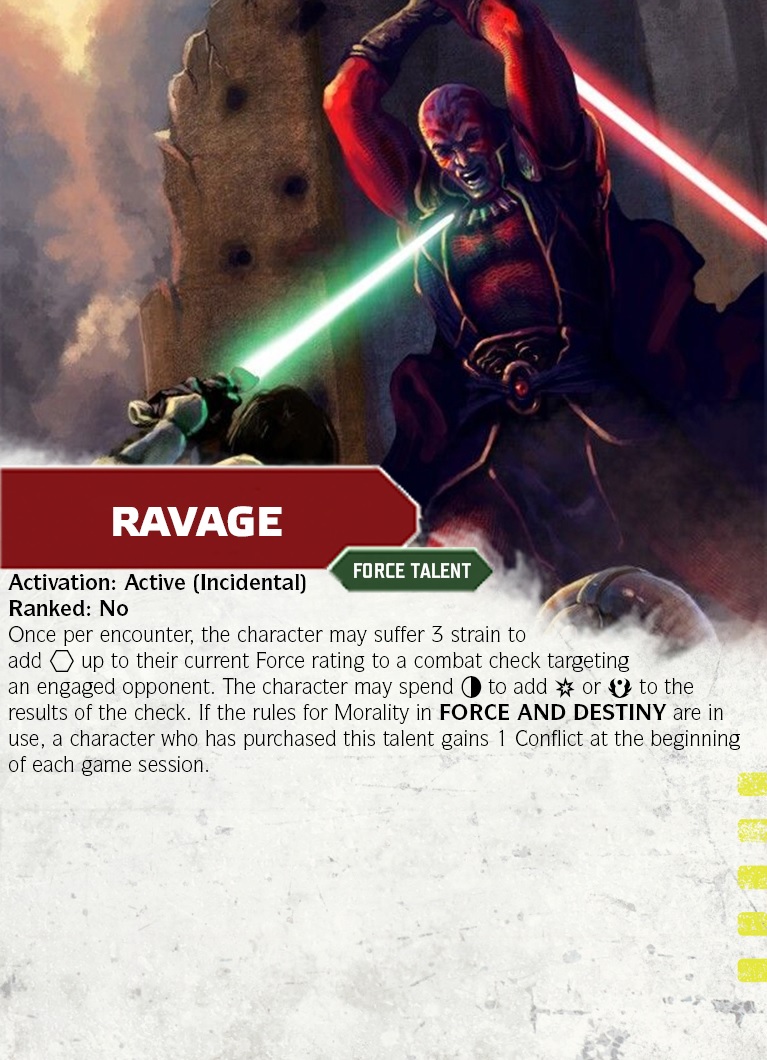 RAVAGE
FORCE TALENT
Activation: Active (Incidental)
Ranked: No
Once per encounter, the character may suffer 3 strain to
add up to their current Force rating to a combat check targeting
an engaged opponent. The character may spend to add or to the
results of the check. If the rules for Morality in FORCE AND DESTINY are in
use, a character who has purchased this talent gains 1 Conflict at the beginning
of each game session.